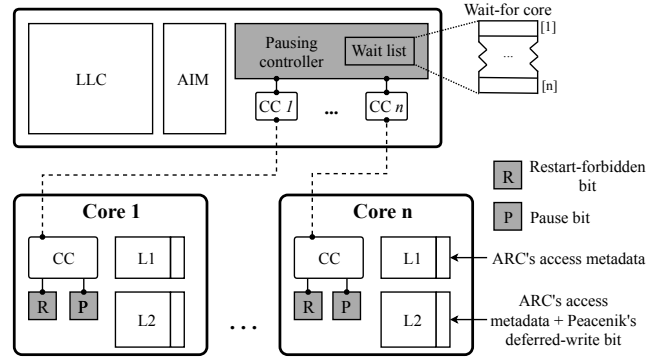 Wait-for core
[1]
...
[n]
LLC
AIM
Pausing
controller
Wait list
CC 1
...
CC n
R
Restart-forbidden
bit
P
Pause bit
Core 1
CC
R
P
L1
L2
...
Core n
CC
R
P
L1
L2
ARC's access metadata
ARC's access
metadata + Peacenik's
deferred-write bit